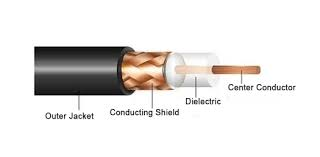 Center Conductor
Dielectric
Conducting Shield
Outer Jacket